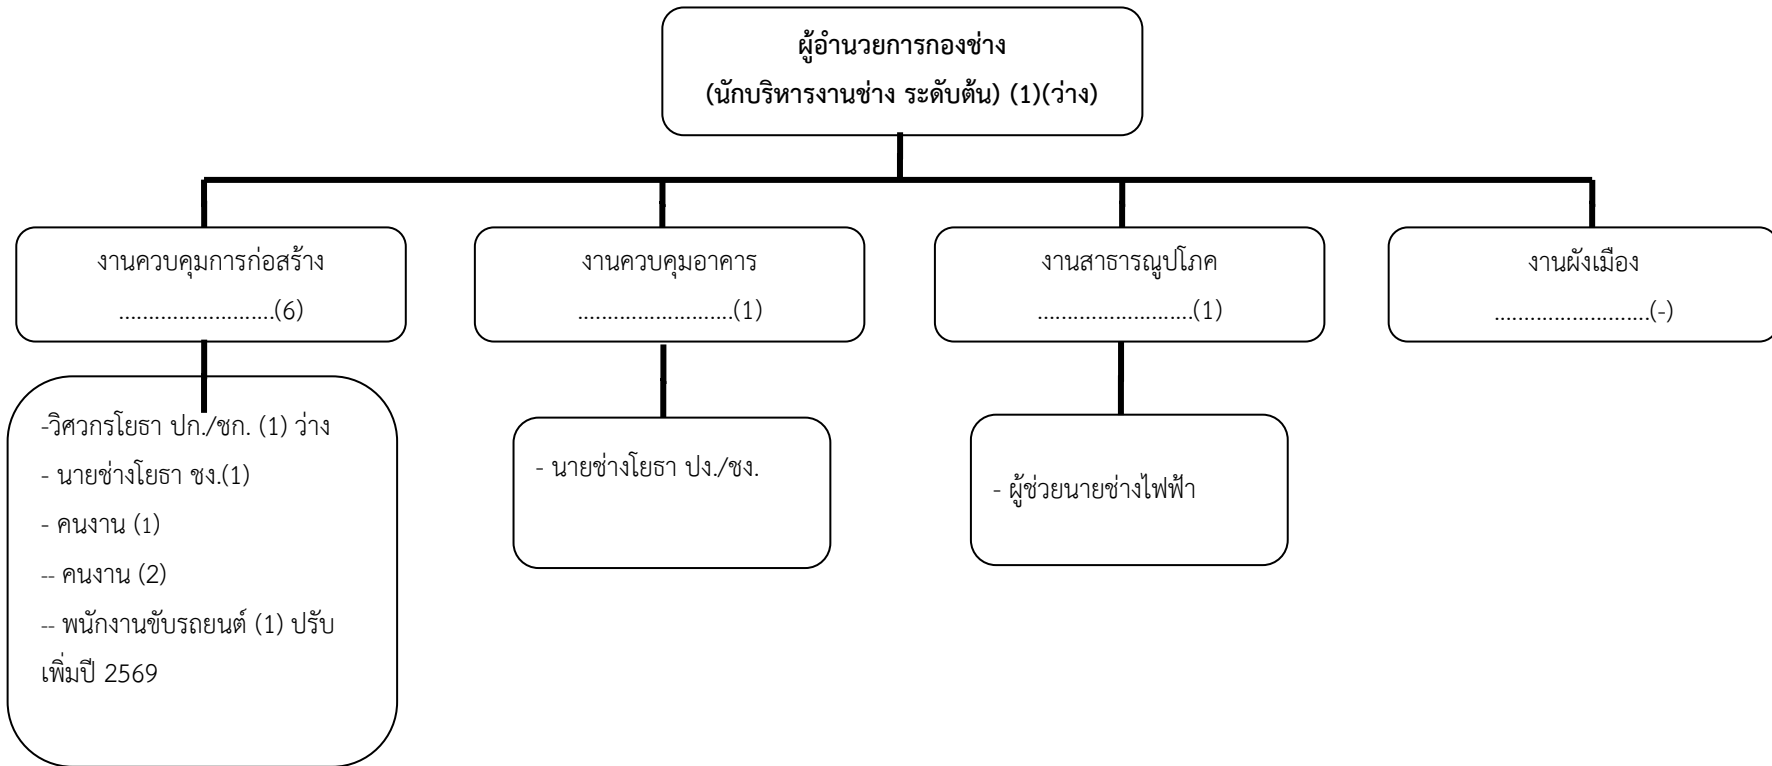 ผู้อำนวยการกองช่าง
(นักบริหารงานช่าง ระดับต้น) (1)(ว่าง)
งานควบคุมการก่อสร้าง
...........................(6)
งานควบคุมอาคาร
...........................(1)
งานสาธารณูปโภค
...........................(1)
งานผังเมือง
...........................(-)
-วิศวกรโยธา ปก./ชก. (1) ว่าง
- นายช่างโยธา ชง.(1)
- คนงาน (1)
-- คนงาน (2)
-- พนักงานขับรถยนต์ (1) ปรับ
เพิ่มปี 2569
- นายช่างโยธา ปง./ชง.
- ผู้ช่วยนายช่างไฟฟ้า